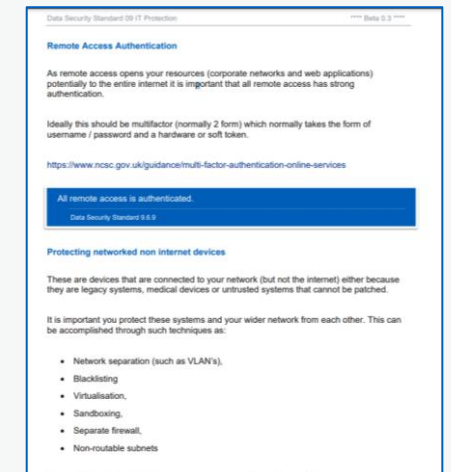 Data Security Standard 09 IT Protection **** Beta 0.3 ****
Remote Access Authentication
As remote access opens your resources (corporate networks and web applications)
potentially to the entire internet it is important that all remote access has strong
authentication.
Ideally this should be multifactor (normally 2 form) which normally takes the form of
username / password and a hardware or soft token.
https://www.ncsc.gov.uk/guidance/multi-factor-authentication-online-services
All remote access is authenticated.
Data Security Standard 9.6.9
Protecting networked non internet devices
These are devices that are connected to your network (but not the internet) either because
they are legacy systems, medical devices or untrusted systems that cannot be patched.
It is important you protect these systems and your wider network from each other. This can
be accomplished through such techniques as:
• Network separation (such as VLAN's),
• Blacklisting
• Virtualisation,
• Sandboxing,
• Separate firewall,
• Non-routable subnets